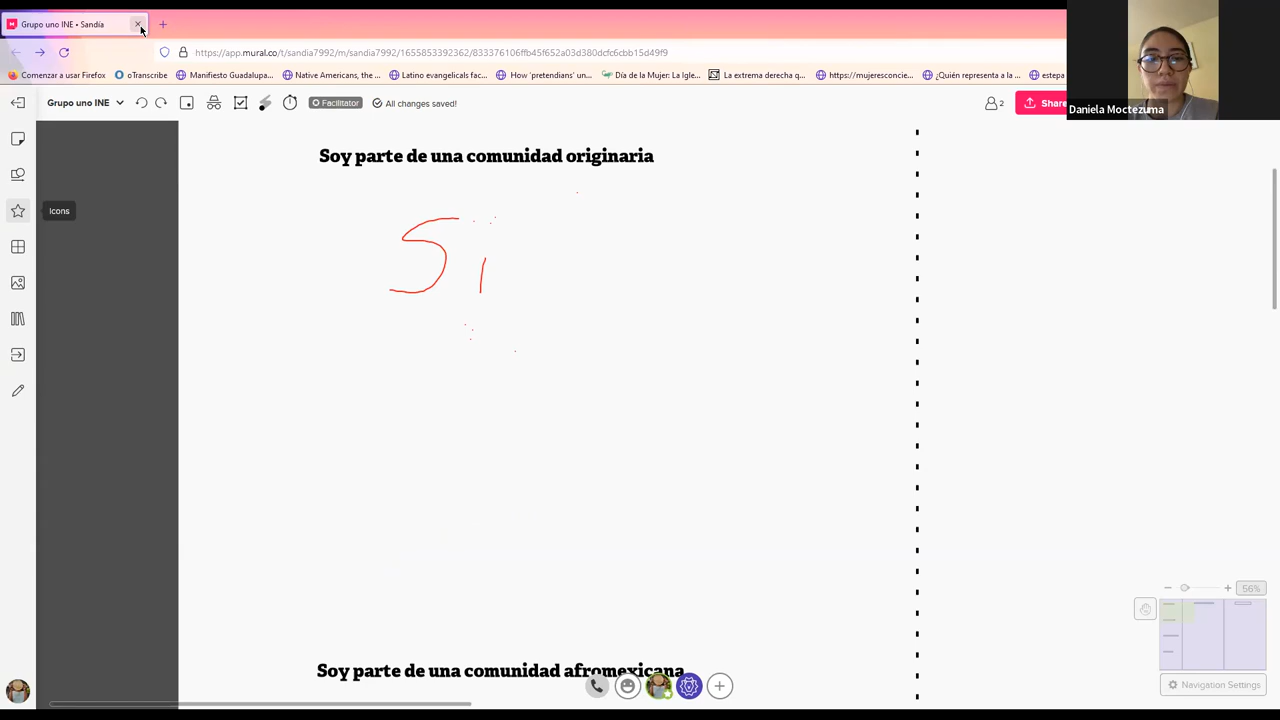 Grupo uno INE • Sandía
https://app.mural.co/t/sandia7992/m/sandia7992/1655853392362/833376106ffb45f652a03d380dcfc6cbb15d49f9
Comenzar a usar Firefox oTranscribe Manifiesto Guadalupa... Native Americans, the ... Latino evangelicals fac... How 'pretendians' un... Día de la Mujer: La Igle... La extrema derecha q... https://mujeresconcie... ¿Quién representa a la ... estepa
Grupo uno INE Facilitator All changes saved! 2 Share
Daniela Moctezuma
Soy parte de una comunidad originaria
Icons
Si
56%
Soy parte de una comunidad afromexicana
Navigation Settings